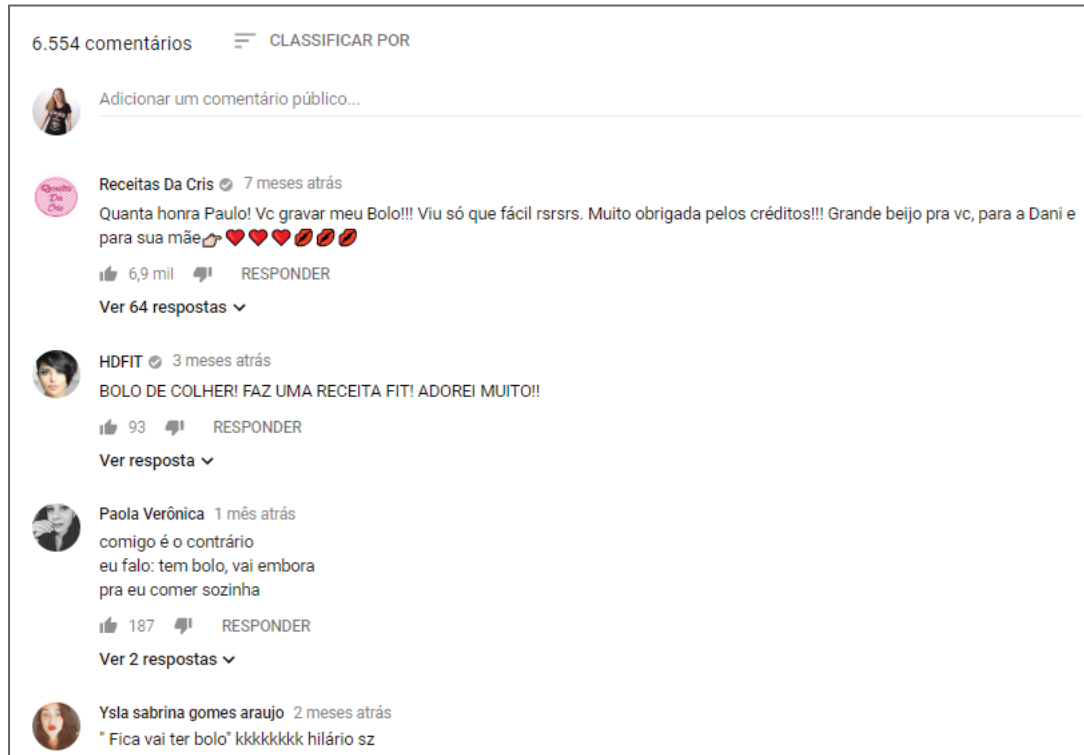 6.554 comentários CLASSIFICAR POR
Adicionar um comentário público...
Receitas Da Cris
Receitas Da Cris 7 meses atrás
Quanta honra Paulo! Vc gravar meu Bolo!!! Viu só que fácil rsrsrs. Muito obrigada pelos créditos!!! Grande beijo pra vc, para a Dani e
para sua mãe👉🏻❤️❤️❤️💋💋💋
6,9 mil RESPONDER
Ver 64 respostas
HDFIT 3 meses atrás
BOLO DE COLHER! FAZ UMA RECEITA FIT! ADOREI MUITO!!
93 RESPONDER
Ver resposta
Paola Verônica 1 mês atrás
comigo é o contrário
eu falo: tem bolo, vai embora
pra eu comer sozinha
187 RESPONDER
Ver 2 respostas
Ysla sabrina gomes araujo 2 meses atrás
" Fica vai ter bolo" kkkkkkkk hilário sz